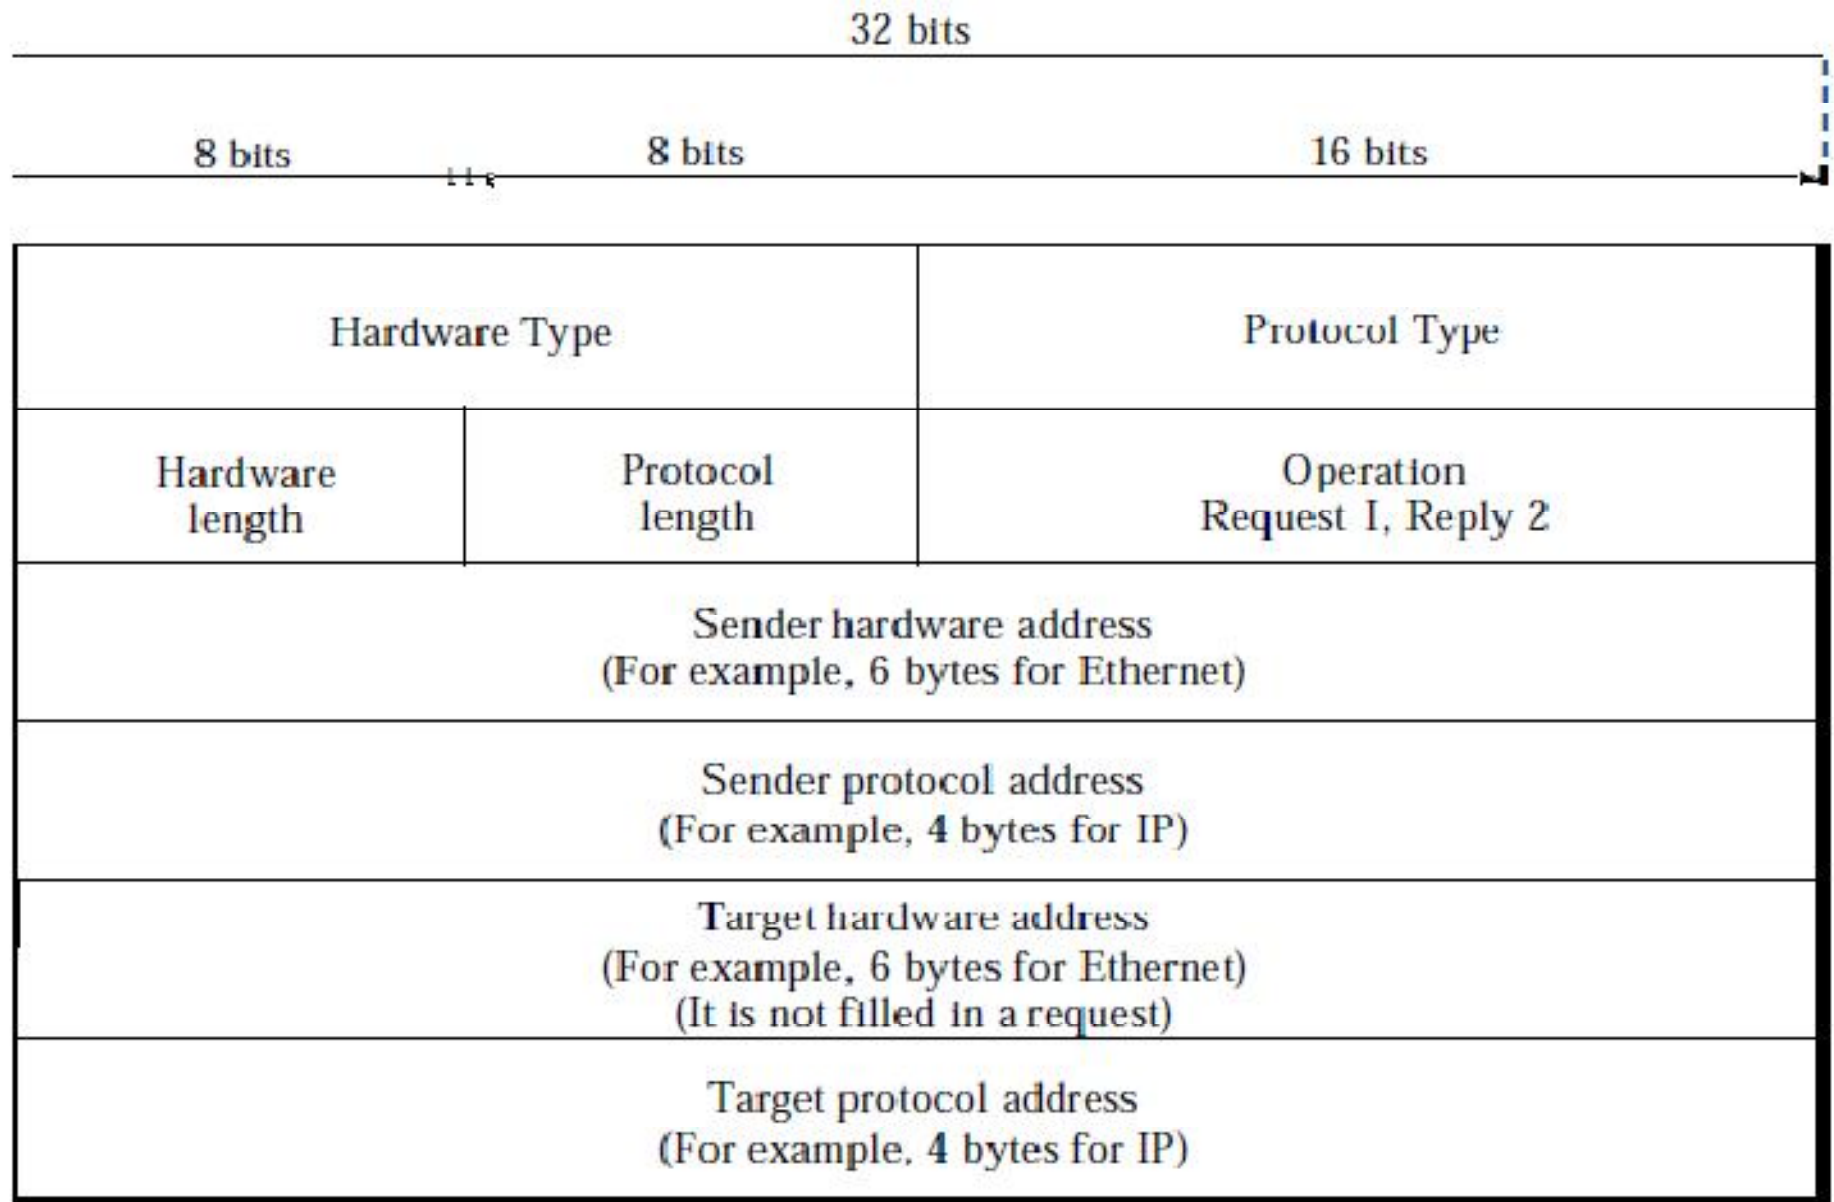 32 bits
8 bits 8 bits 16 bits
Hardware Type Protocol Type
Hardware length
Protocol length
Operation
Request I, Reply 2
Sender hardware address
(For example, 6 bytes for Ethernet)
Sender protocol address
(For example, 4 bytes for IP)
Target hardware address
(For example, 6 bytes for Ethernet)
(It is not filled in a request)
Target protocol address
(For example, 4 bytes for IP)